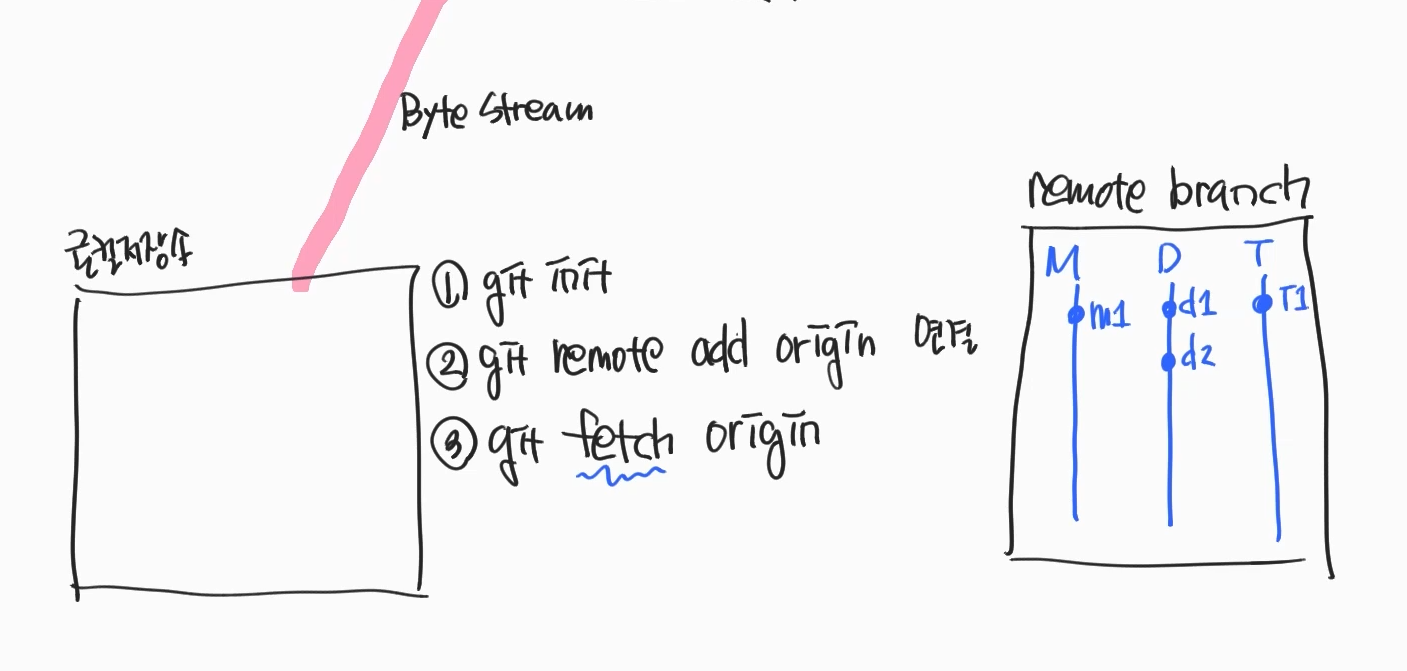 Byte Stream
로컬저장소
① git init
② git remote add origin 연결
③ git fetch origin
remote branch
M D T
m1 d1 T1
d2